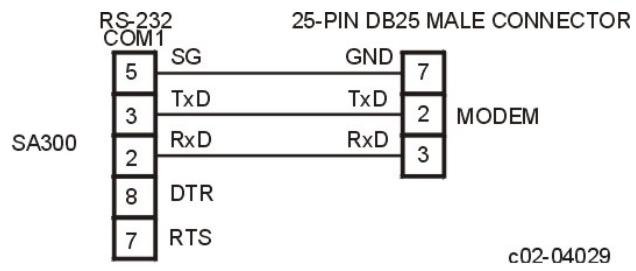 RS-232 25-PIN DB25 MALE CONNECTOR
COM1
5 SG GND 7
3 TxD TxD 2 MODEM
SA300
2 RxD RxD 3
8 DTR
7 RTS
c02-04029